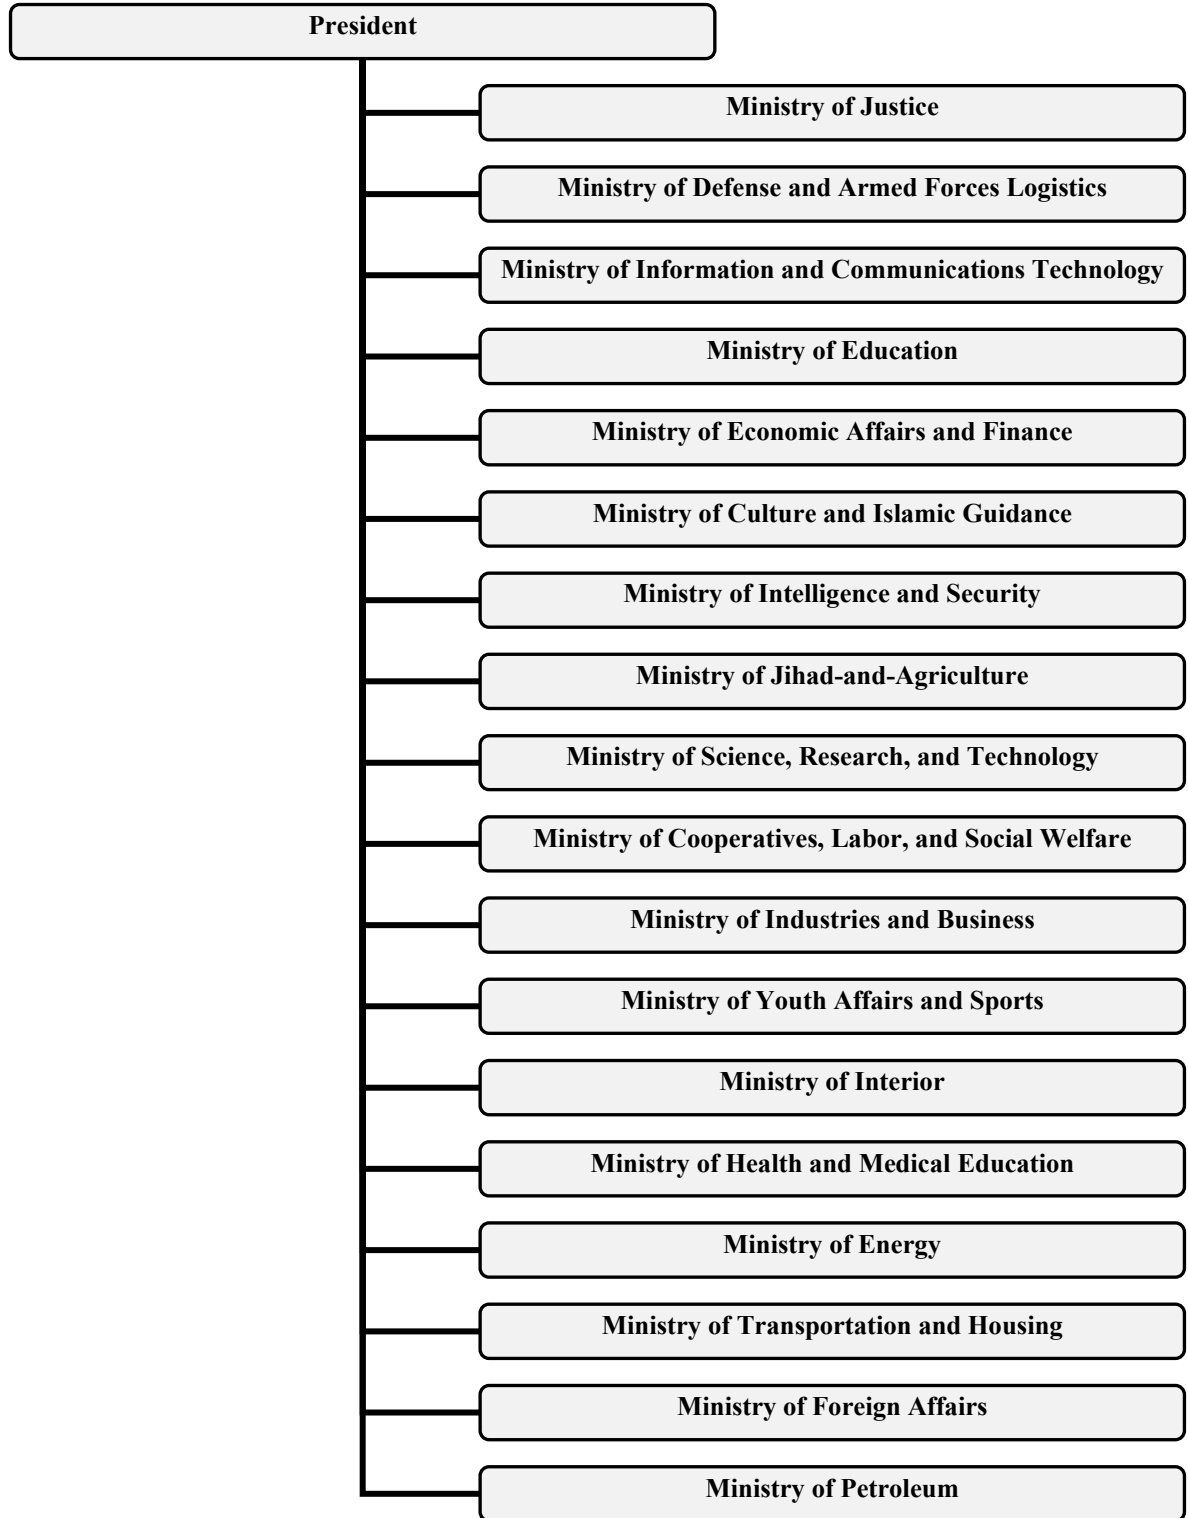 President
Ministry of Justice
Ministry of Defense and Armed Forces Logistics
Ministry of Information and Communications Technology
Ministry of Education
Ministry of Economic Affairs and Finance
Ministry of Culture and Islamic Guidance
Ministry of Intelligence and Security
Ministry of Jihad-and-Agriculture
Ministry of Science, Research, and Technology
Ministry of Cooperatives, Labor, and Social Welfare
Ministry of Industries and Business
Ministry of Youth Affairs and Sports
Ministry of Interior
Ministry of Health and Medical Education
Ministry of Energy
Ministry of Transportation and Housing
Ministry of Foreign Affairs
Ministry of Petroleum